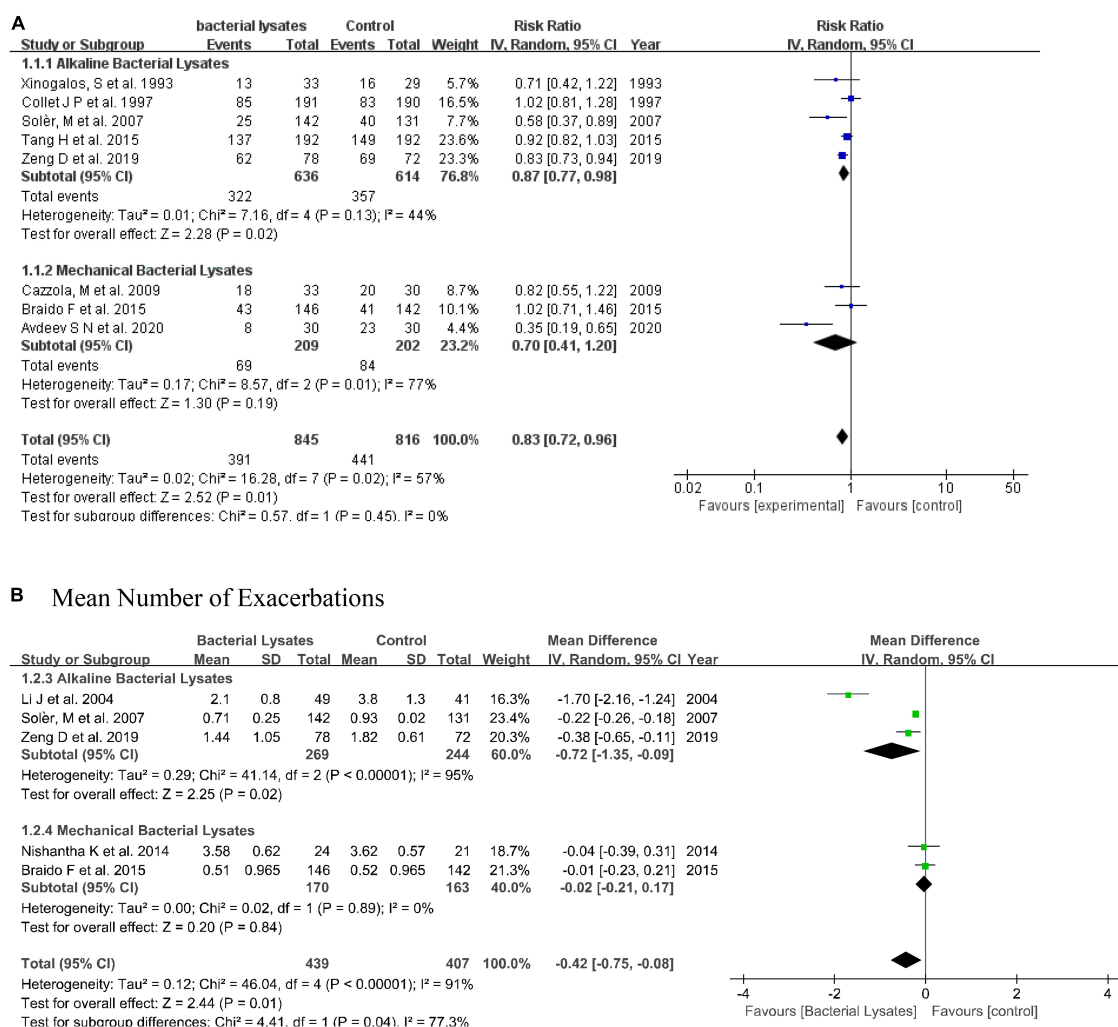 A
bacterial lysates Control Risk Ratio Risk Ratio
Study or Subgroup Events Total Events Total Weight IV, Random, 95% CI Year IV, Random, 95% CI
1.1.1 Alkaline Bacterial Lysates
Xinogalos, S et al. 1993 13 33 16 29 5.7% 0.71 [0.42, 1.22] 1993
Collet J P et al. 1997 85 191 83 190 16.5% 1.02 [0.81, 1.28] 1997
Solèr, M et al. 2007 25 142 40 131 7.7% 0.58 [0.37, 0.89] 2007
Tang H et al. 2015 137 192 149 192 23.6% 0.92 [0.82, 1.03] 2015
Zeng D et al. 2019 62 78 69 72 23.3% 0.83 [0.73, 0.94] 2019
Subtotal (95% CI) 636 614 76.8% 0.87 [0.77, 0.98]
Total events 322 357
Heterogeneity: Tau² = 0.01; Chi² = 7.16, df = 4 (P = 0.13); I² = 44%
Test for overall effect: Z = 2.28 (P = 0.02)
1.1.2 Mechanical Bacterial Lysates
Cazzola, M et al. 2009 18 33 20 30 8.7% 0.82 [0.55, 1.22] 2009
Braido F et al. 2015 43 146 41 142 10.1% 1.02 [0.71, 1.46] 2015
Avdeev S N et al. 2020 8 30 23 30 4.4% 0.35 [0.19, 0.65] 2020
Subtotal (95% CI) 209 202 23.2% 0.70 [0.41, 1.20]
Total events 69 84
Heterogeneity: Tau² = 0.17; Chi² = 8.57, df = 2 (P = 0.01); I² = 77%
Test for overall effect: Z = 1.30 (P = 0.19)
Total (95% CI) 845 816 100.0% 0.83 [0.72, 0.96]
Total events 391 441
Heterogeneity: Tau² = 0.02; Chi² = 16.28, df = 7 (P = 0.02); I² = 57%
Test for overall effect: Z = 2.52 (P = 0.01)
Test for subgroup differences: Chi² = 0.57, df = 1 (P = 0.45), I² = 0%
0.02 0.1 1 10 50
Favours [experimental] Favours [control]
B Mean Number of Exacerbations
Bacterial Lysates Control Mean Difference Mean Difference
Study or Subgroup Mean SD Total Mean SD Total Weight IV, Random, 95% CI Year IV, Random, 95% CI
1.2.3 Alkaline Bacterial Lysates
Li J et al. 2004 2.1 0.8 49 3.8 1.3 41 16.3% -1.70 [-2.16, -1.24] 2004
Solèr, M et al. 2007 0.71 0.25 142 0.93 0.02 131 23.4% -0.22 [-0.26, -0.18] 2007
Zeng D et al. 2019 1.44 1.05 78 1.82 0.61 72 20.3% -0.38 [-0.65, -0.11] 2019
Subtotal (95% CI) 269 244 60.0% -0.72 [-1.35, -0.09]
Heterogeneity: Tau² = 0.29; Chi² = 41.14, df = 2 (P < 0.00001); I² = 95%
Test for overall effect: Z = 2.25 (P = 0.02)
1.2.4 Mechanical Bacterial Lysates
Nishantha K et al. 2014 3.58 0.62 24 3.62 0.57 21 18.7% -0.04 [-0.39, 0.31] 2014
Braido F et al. 2015 0.51 0.965 146 0.52 0.965 142 21.3% -0.01 [-0.23, 0.21] 2015
Subtotal (95% CI) 170 163 40.0% -0.02 [-0.21, 0.17]
Heterogeneity: Tau² = 0.00; Chi² = 0.02, df = 1 (P = 0.89); I² = 0%
Test for overall effect: Z = 0.20 (P = 0.84)
Total (95% CI) 439 407 100.0% -0.42 [-0.75, -0.08]
Heterogeneity: Tau² = 0.12; Chi² = 46.04, df = 4 (P < 0.00001); I² = 91%
Test for overall effect: Z = 2.44 (P = 0.01)
Test for subgroup differences: Chi² = 4.41, df = 1 (P = 0.04), I² = 77.3%
-4 -2 0 2 4
Favours [Bacterial Lysates] Favours [control]